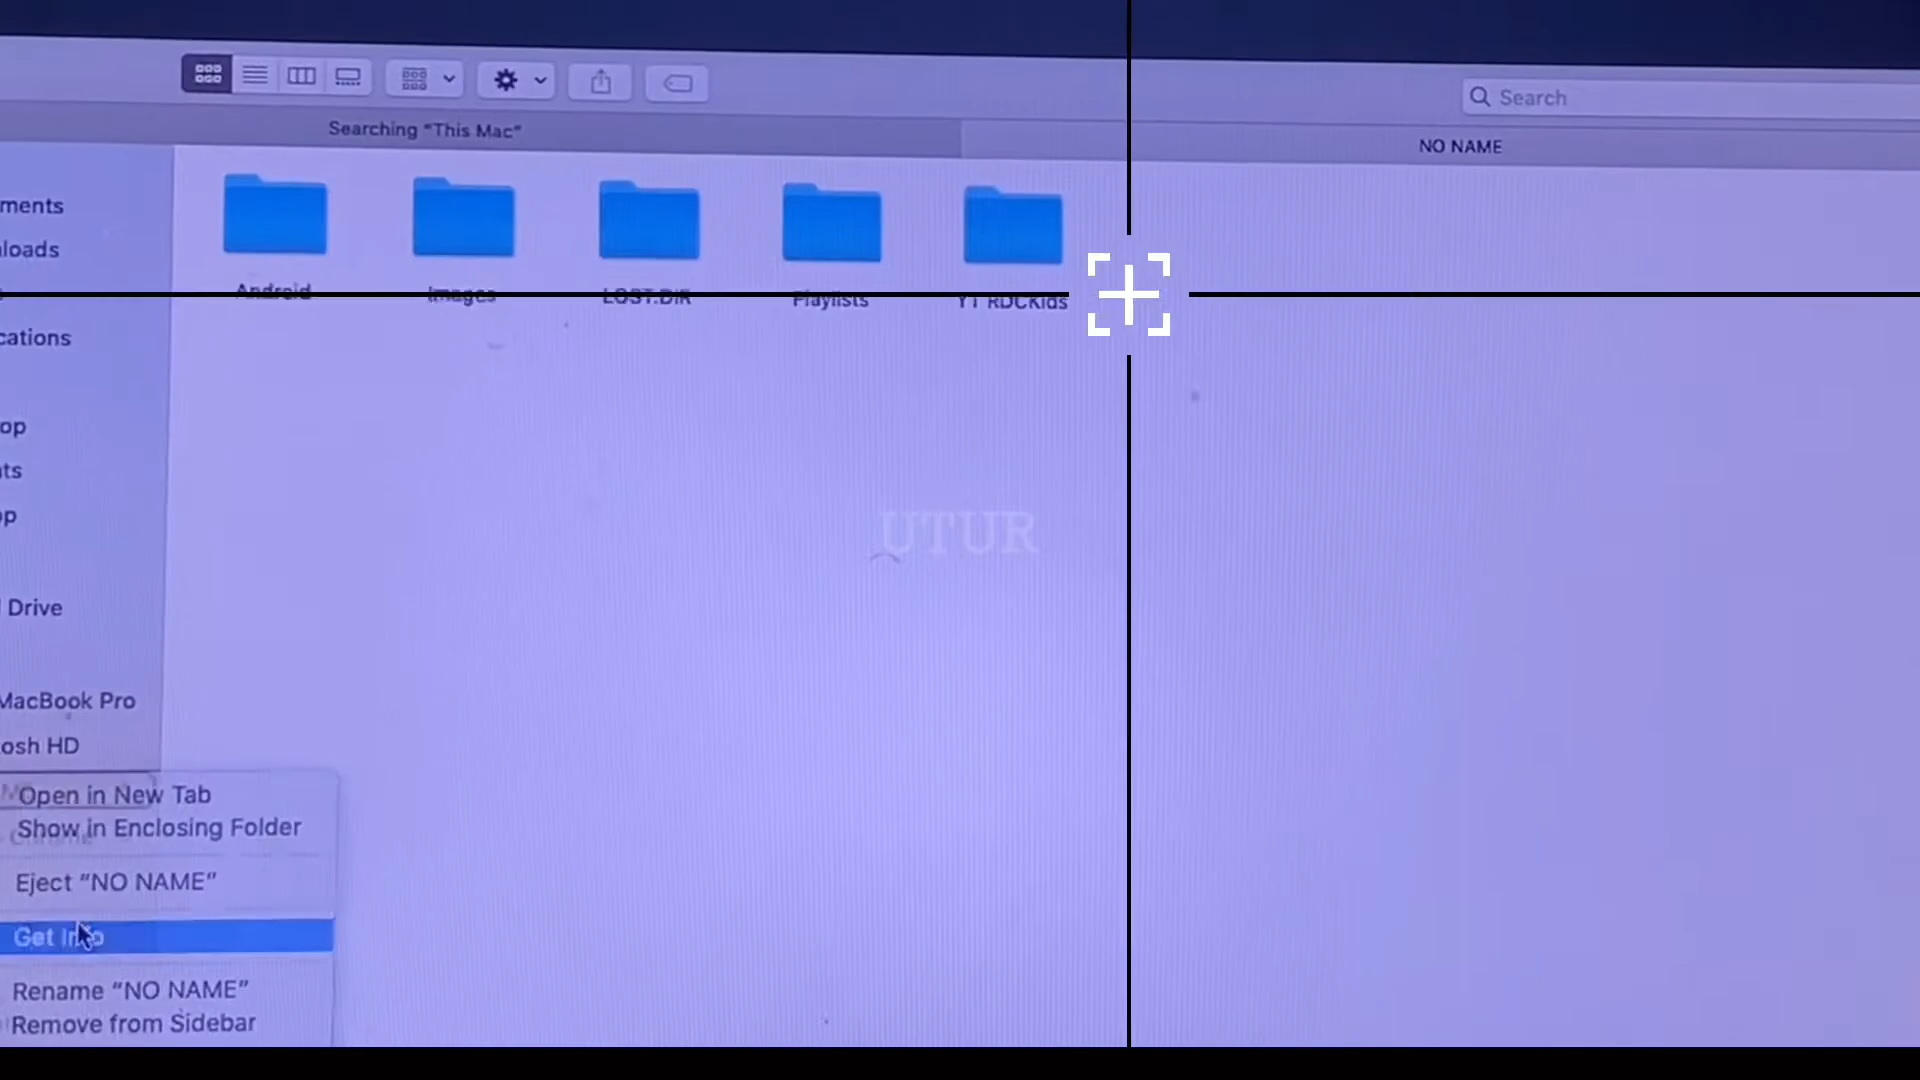 Search
Searching “This Mac”
NO NAME
ments
loads
Android
Images
LOST.DIR
Playlists
YT RDCKids
cations
op
ts
op
UTUR
Drive
MacBook Pro
osh HD
Open in New Tab
Show in Enclosing Folder
Eject “NO NAME”
Get Info
Rename “NO NAME”
Remove from Sidebar